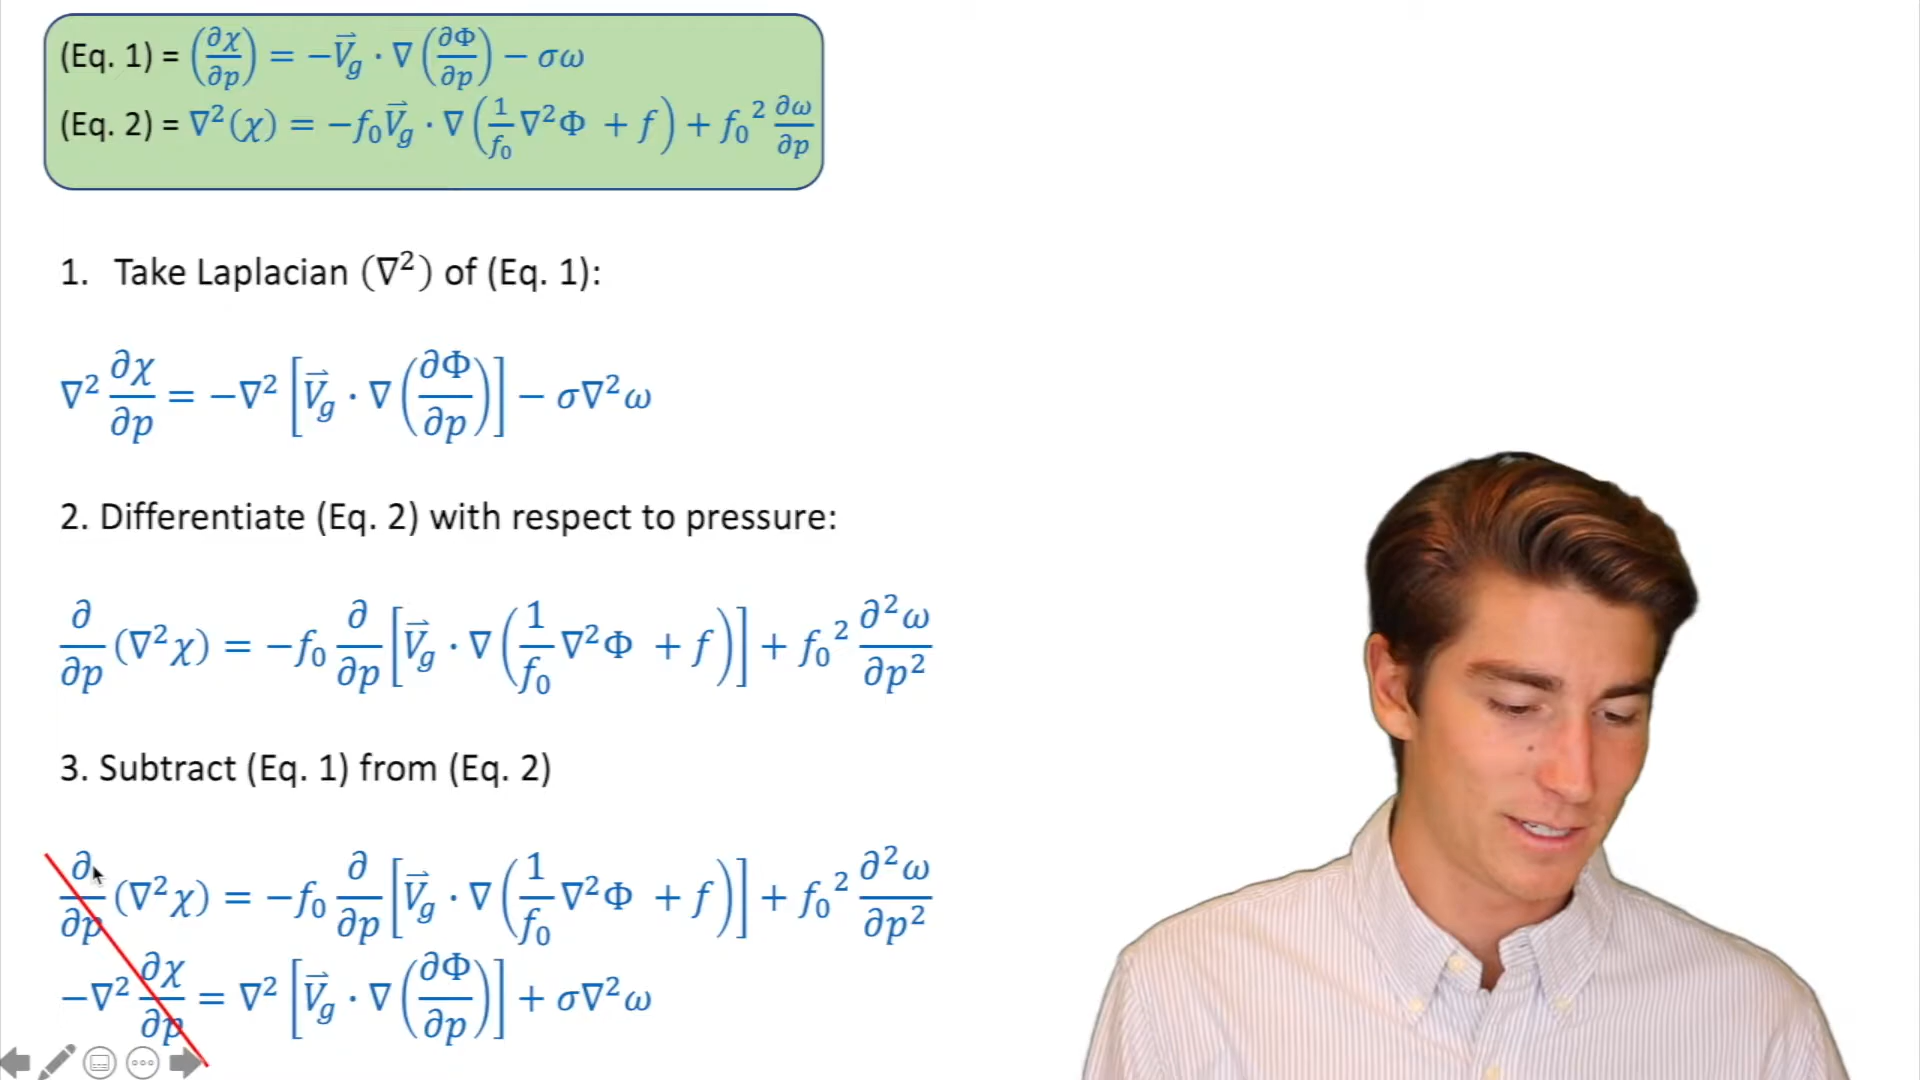 (Eq. 1) = (∂χ/∂p) = −V⃗g · ∇(∂Φ/∂p) − σω
(Eq. 2) = ∇²(χ) = −f₀V⃗g · ∇(1/f₀ ∇²Φ + f) + f₀² ∂ω/∂p
1. Take Laplacian (∇²) of (Eq. 1):
∇² ∂χ/∂p = −∇² [V⃗g · ∇(∂Φ/∂p)] − σ∇²ω
2. Differentiate (Eq. 2) with respect to pressure:
∂/∂p (∇²χ) = −f₀ ∂/∂p [V⃗g · ∇(1/f₀ ∇²Φ + f)] + f₀² ∂²ω/∂p²
3. Subtract (Eq. 1) from (Eq. 2)
∂/∂p (∇²χ) = −f₀ ∂/∂p [V⃗g · ∇(1/f₀ ∇²Φ + f)] + f₀² ∂²ω/∂p²
−∇² ∂χ/∂p = ∇² [V⃗g · ∇(∂Φ/∂p)] + σ∇²ω